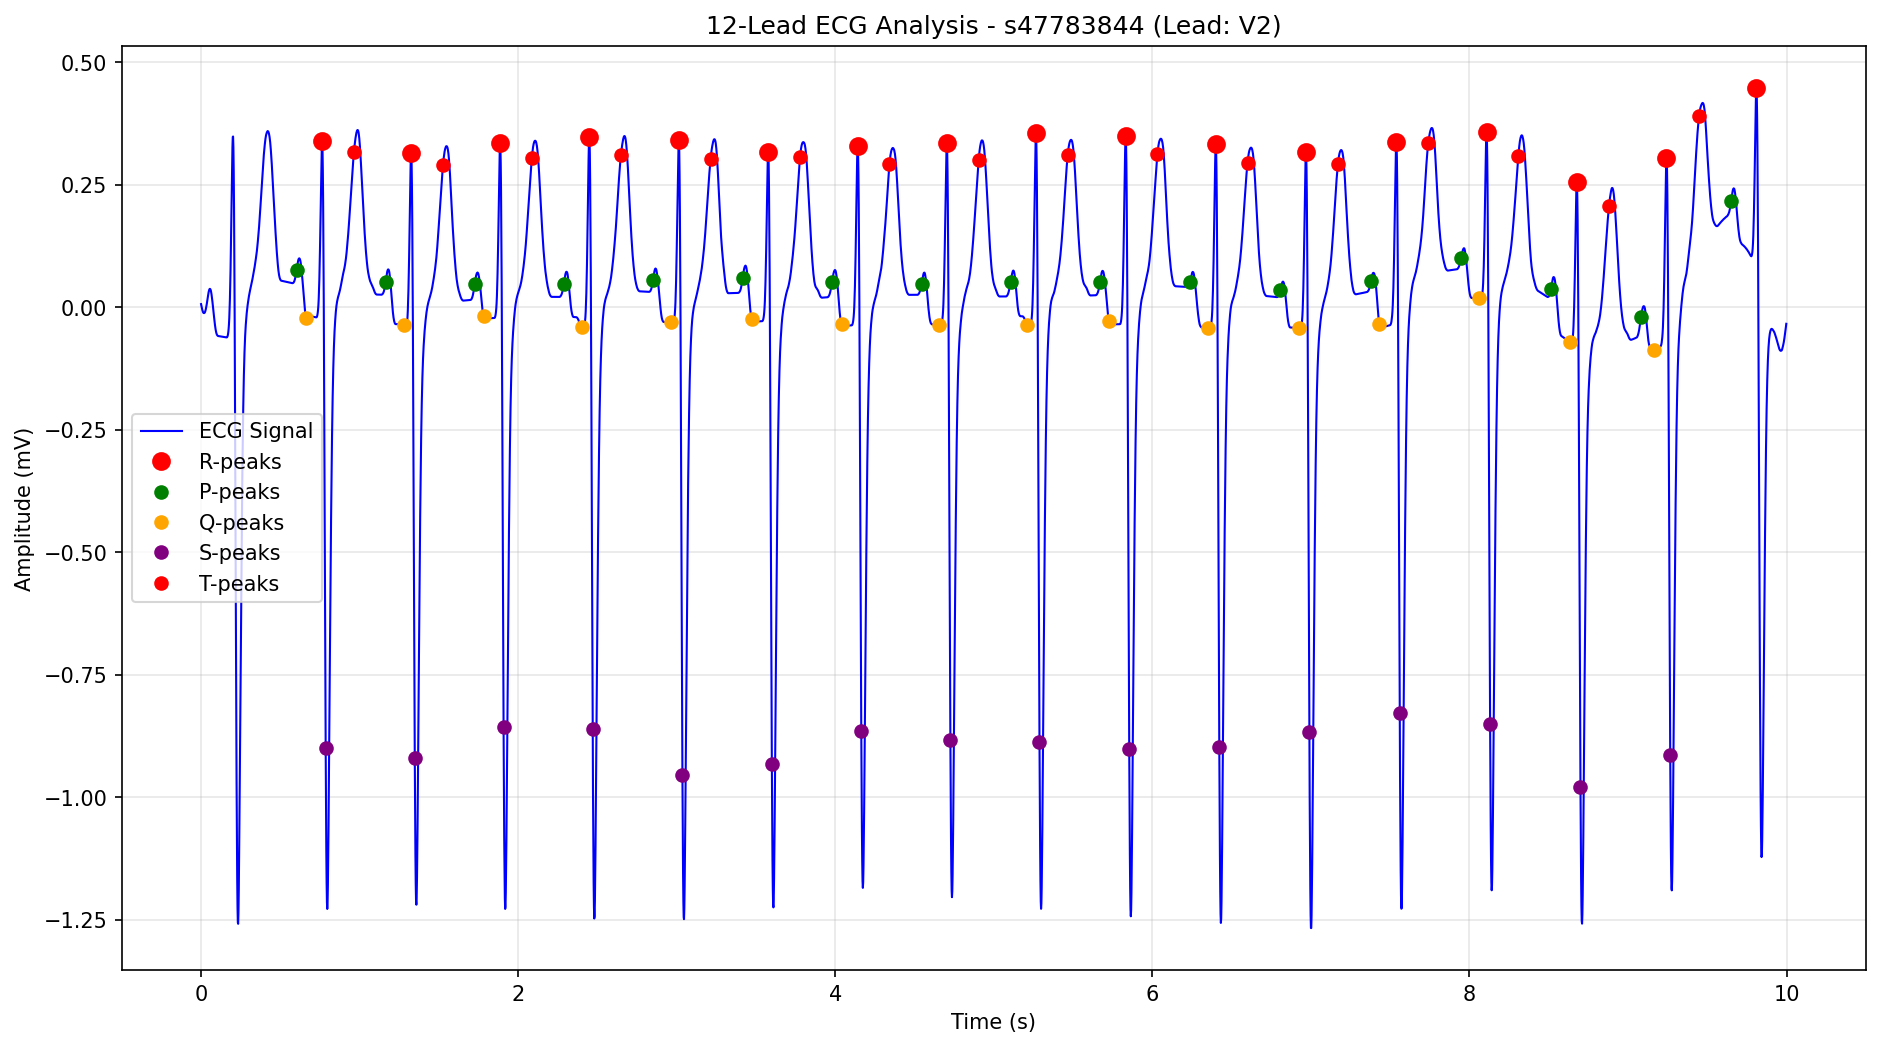 12-Lead ECG Analysis - s47783844 (Lead: V2)
0.50
0.25
0.00
−0.25
−0.50
−0.75
−1.00
−1.25
Amplitude (mV)
ECG Signal
R-peaks
P-peaks
Q-peaks
S-peaks
T-peaks
0 2 4 6 8 10
Time (s)